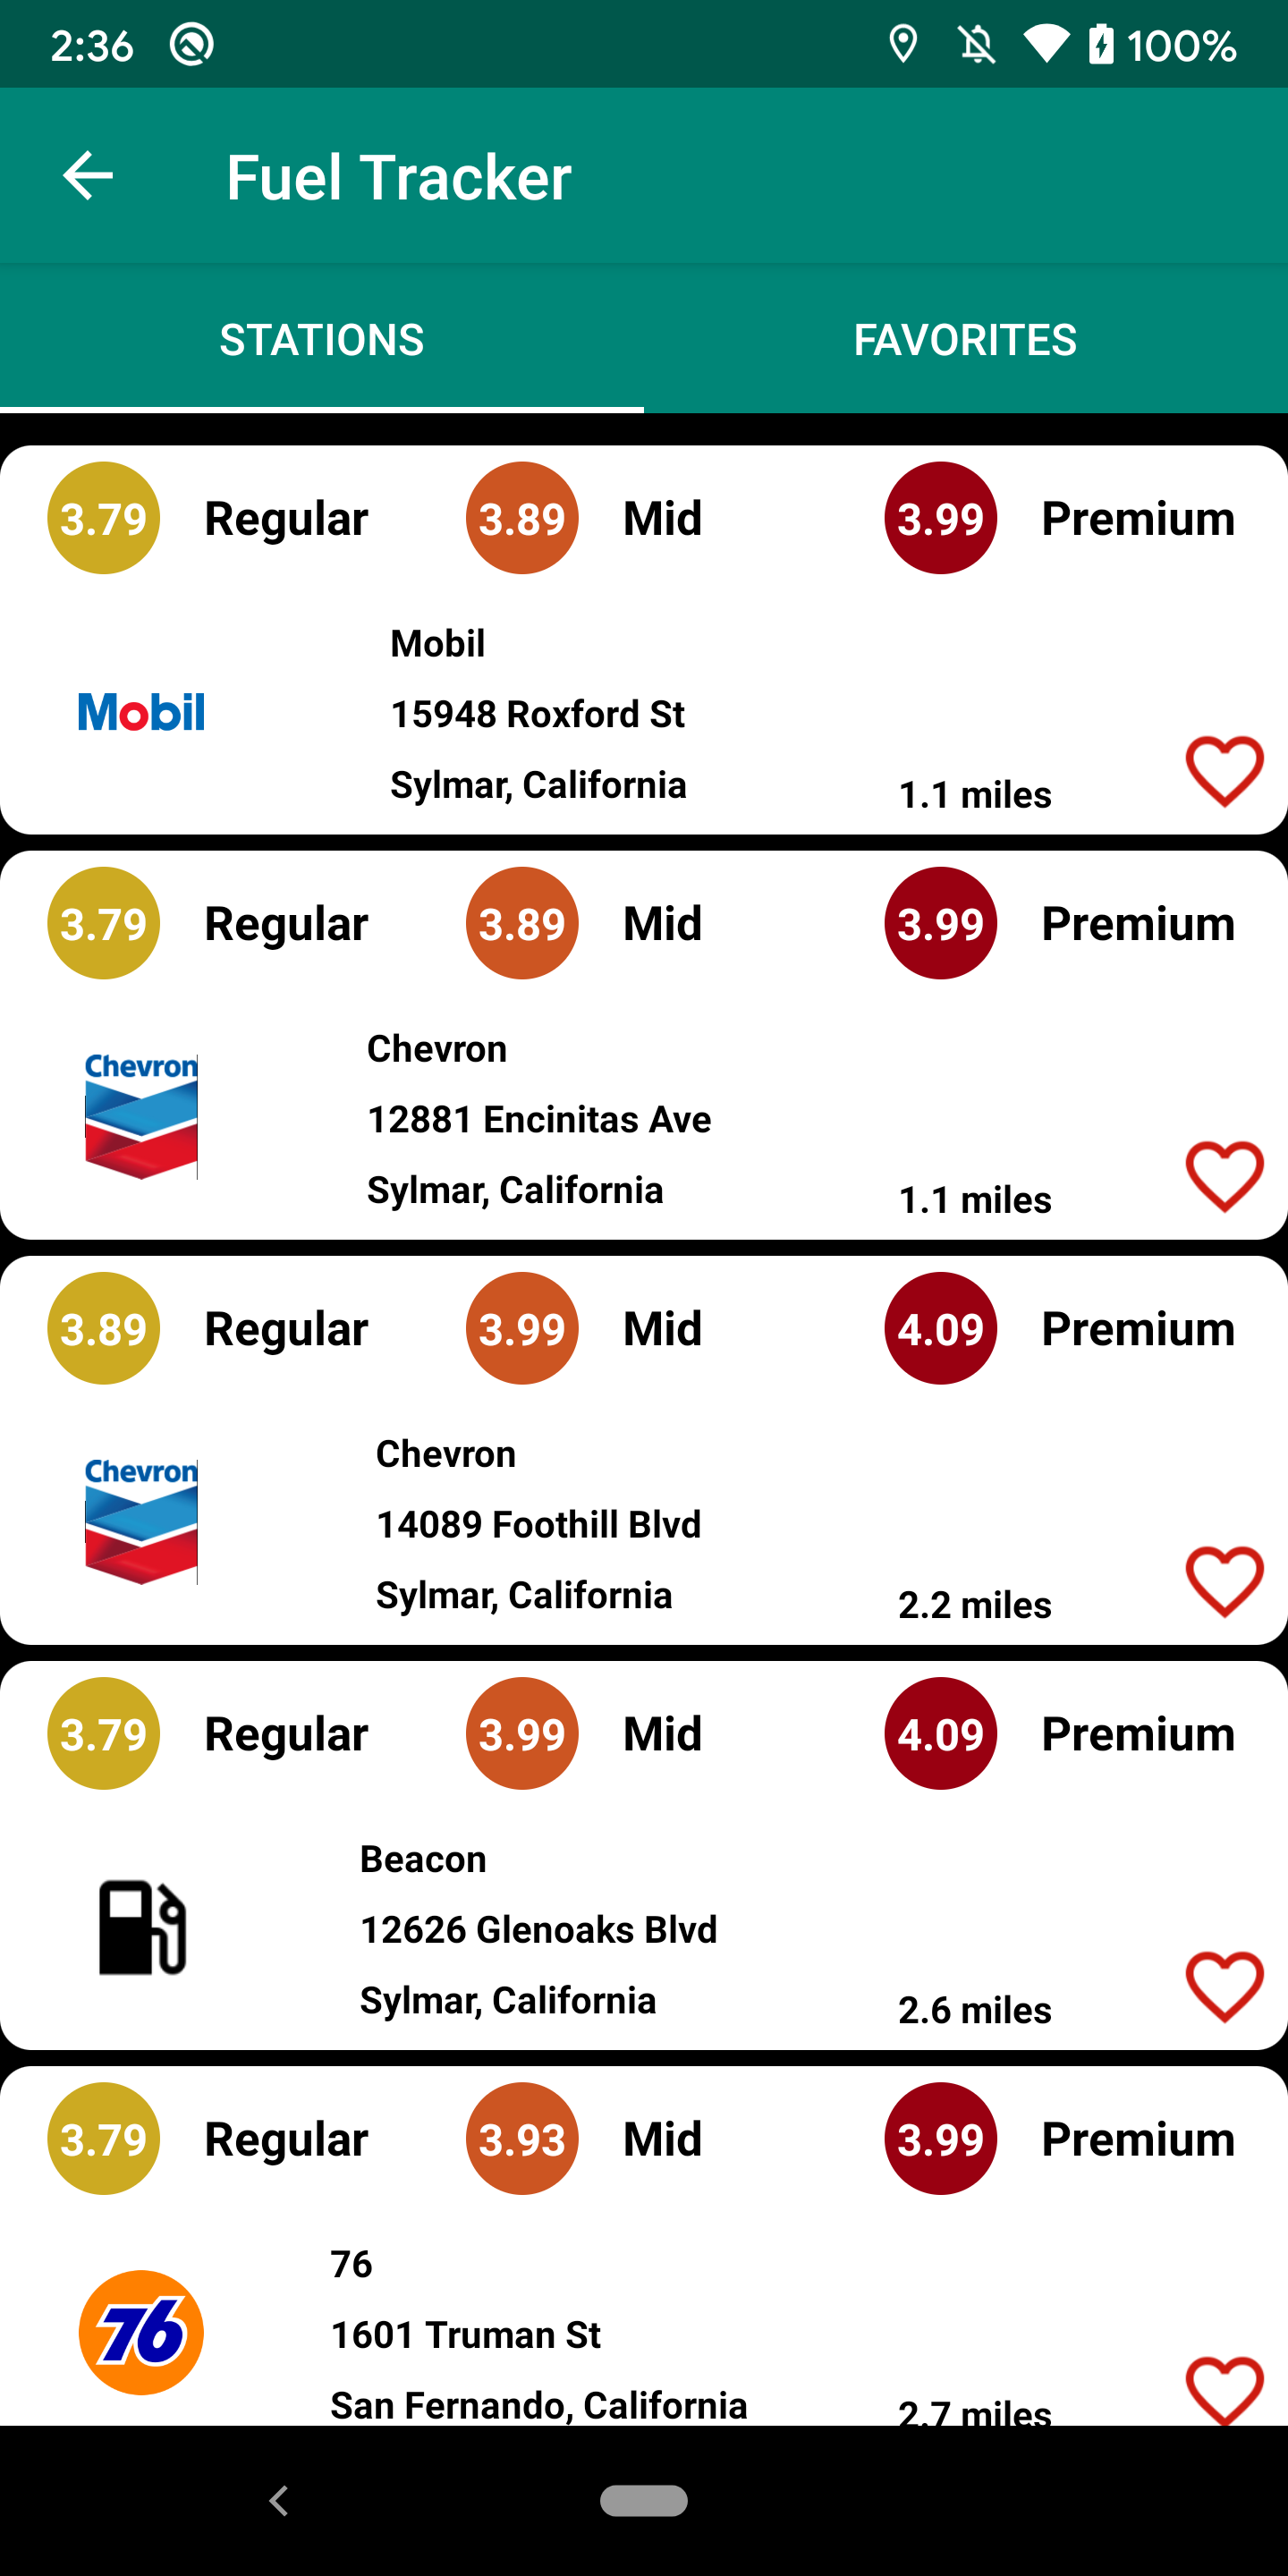 2:36 100%
Fuel Tracker
STATIONS FAVORITES
3.79 Regular 3.89 Mid 3.99 Premium
Mobil
Mobil
15948 Roxford St
Sylmar, California
1.1 miles
3.79 Regular 3.89 Mid 3.99 Premium
Chevron
Chevron
12881 Encinitas Ave
Sylmar, California
1.1 miles
3.89 Regular 3.99 Mid 4.09 Premium
Chevron
Chevron
14089 Foothill Blvd
Sylmar, California
2.2 miles
3.79 Regular 3.99 Mid 4.09 Premium
Beacon
12626 Glenoaks Blvd
Sylmar, California
2.6 miles
3.79 Regular 3.93 Mid 3.99 Premium
76
76
1601 Truman St
San Fernando, California
2.7 miles